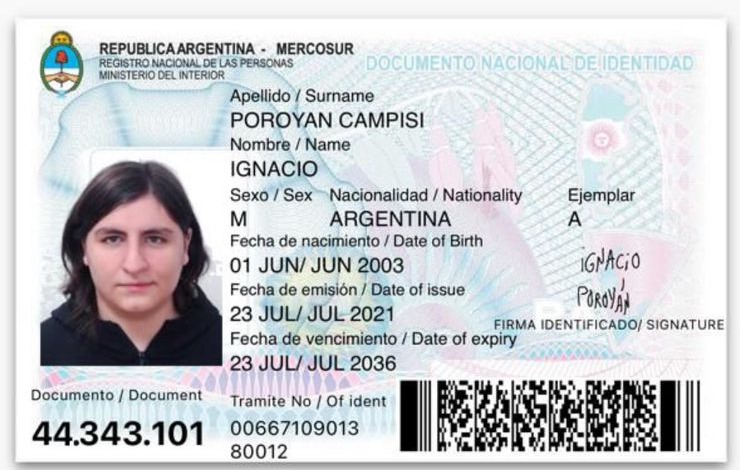 REPUBLICA ARGENTINA - MERCOSUR
REGISTRO NACIONAL DE LAS PERSONAS
MINISTERIO DEL INTERIOR
DOCUMENTO NACIONAL DE IDENTIDAD
Apellido / Surname
POROYAN CAMPISI
Nombre / Name
IGNACIO
Sexo / Sex Nacionalidad / Nationality Ejemplar
M ARGENTINA A
Fecha de nacimiento / Date of Birth
01 JUN/ JUN 2003
Fecha de emisión / Date of issue
23 JUL/ JUL 2021
Fecha de vencimiento / Date of expiry
23 JUL/ JUL 2036
IGNACIO
POROYÁN
FIRMA IDENTIFICADO/ SIGNATURE
Documento / Document
44.343.101
Tramite No / Of ident
00667109013
80012